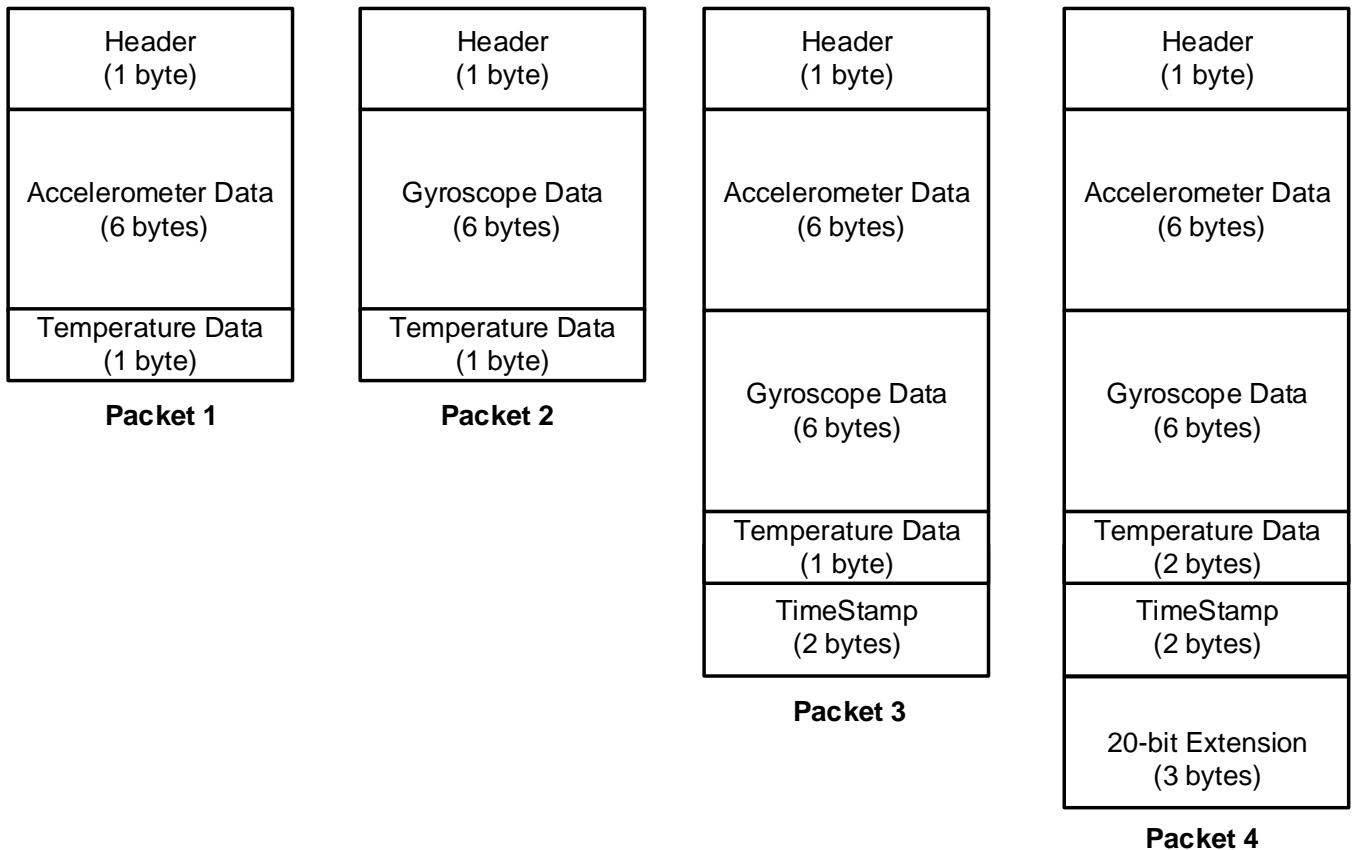 Header
(1 byte)
Accelerometer Data
(6 bytes)
Temperature Data
(1 byte)
Packet 1
Header
(1 byte)
Gyroscope Data
(6 bytes)
Temperature Data
(1 byte)
Packet 2
Header
(1 byte)
Accelerometer Data
(6 bytes)
Gyroscope Data
(6 bytes)
Temperature Data
(1 byte)
TimeStamp
(2 bytes)
Packet 3
Header
(1 byte)
Accelerometer Data
(6 bytes)
Gyroscope Data
(6 bytes)
Temperature Data
(2 bytes)
TimeStamp
(2 bytes)
20-bit Extension
(3 bytes)
Packet 4